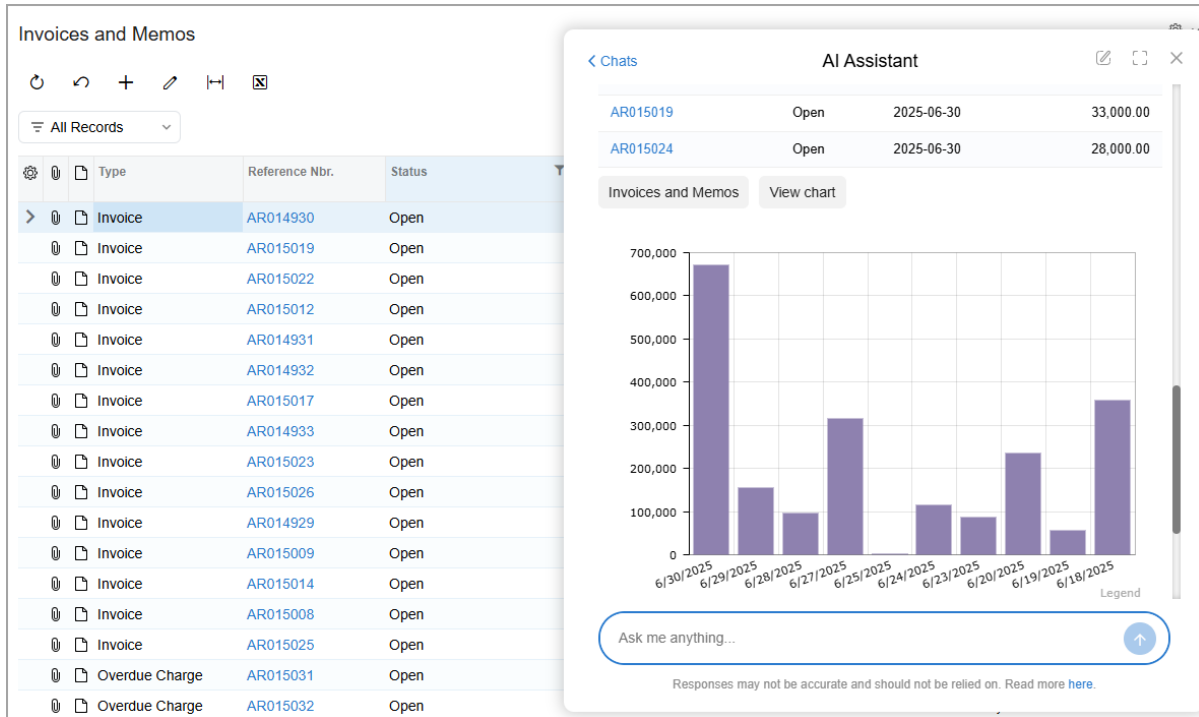 Invoices and Memos
All Records
Type Reference Nbr. Status
Invoice AR014930 Open
Invoice AR015019 Open
Invoice AR015022 Open
Invoice AR015012 Open
Invoice AR014931 Open
Invoice AR014932 Open
Invoice AR015017 Open
Invoice AR014933 Open
Invoice AR015023 Open
Invoice AR015026 Open
Invoice AR014929 Open
Invoice AR015009 Open
Invoice AR015014 Open
Invoice AR015008 Open
Invoice AR015025 Open
Overdue Charge AR015031 Open
Overdue Charge AR015032 Open
Chats AI Assistant
AR015019 Open 2025-06-30 33,000.00
AR015024 Open 2025-06-30 28,000.00
Invoices and Memos View chart
700,000
600,000
500,000
400,000
300,000
200,000
100,000
0
6/30/2025 6/29/2025 6/28/2025 6/27/2025 6/25/2025 6/24/2025 6/23/2025 6/20/2025 6/19/2025 6/18/2025
Legend
Ask me anything...
Responses may not be accurate and should not be relied on. Read more here.